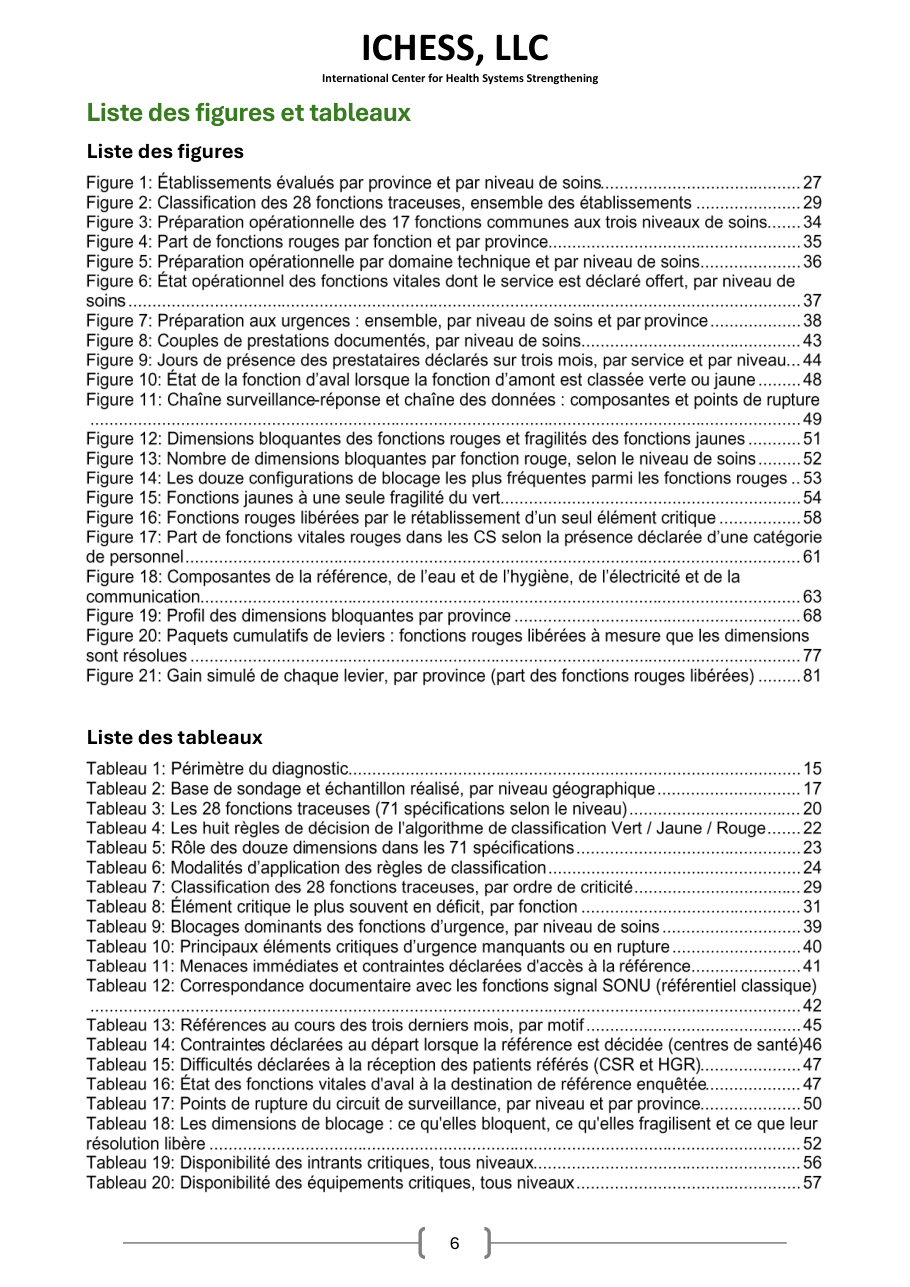 ICHESS, LLC
International Center for Health Systems Strengthening
Liste des figures et tableaux
Liste des figures
Figure 1: Établissements évalués par province et par niveau de soins.......................................... 27
Figure 2: Classification des 28 fonctions traceuses, ensemble des établissements ...................... 29
Figure 3: Préparation opérationnelle des 17 fonctions communes aux trois niveaux de soins....... 34
Figure 4: Part de fonctions rouges par fonction et par province..................................................... 35
Figure 5: Préparation opérationnelle par domaine technique et par niveau de soins..................... 36
Figure 6: État opérationnel des fonctions vitales dont le service est déclaré offert, par niveau de
soins ............................................................................................................................................. 37
Figure 7: Préparation aux urgences : ensemble, par niveau de soins et par province ................... 38
Figure 8: Couples de prestations documentés, par niveau de soins.............................................. 43
Figure 9: Jours de présence des prestataires déclarés sur trois mois, par service et par niveau... 44
Figure 10: État de la fonction d’aval lorsque la fonction d’amont est classée verte ou jaune ......... 48
Figure 11: Chaîne surveillance-réponse et chaîne des données : composantes et points de rupture
..................................................................................................................................................... 49
Figure 12: Dimensions bloquantes des fonctions rouges et fragilités des fonctions jaunes ........... 51
Figure 13: Nombre de dimensions bloquantes par fonction rouge, selon le niveau de soins ......... 52
Figure 14: Les douze configurations de blocage les plus fréquentes parmi les fonctions rouges .. 53
Figure 15: Fonctions jaunes à une seule fragilité du vert............................................................... 54
Figure 16: Fonctions rouges libérées par le rétablissement d’un seul élément critique ................. 58
Figure 17: Part de fonctions vitales rouges dans les CS selon la présence déclarée d’une catégorie
de personnel................................................................................................................................. 61
Figure 18: Composantes de la référence, de l’eau et de l’hygiène, de l’électricité et de la
communication.............................................................................................................................. 63
Figure 19: Profil des dimensions bloquantes par province ............................................................ 68
Figure 20: Paquets cumulatifs de leviers : fonctions rouges libérées à mesure que les dimensions
sont résolues ................................................................................................................................ 77
Figure 21: Gain simulé de chaque levier, par province (part des fonctions rouges libérées) ......... 81
Liste des tableaux
Tableau 1: Périmètre du diagnostic............................................................................................... 15
Tableau 2: Base de sondage et échantillon réalisé, par niveau géographique .............................. 17
Tableau 3: Les 28 fonctions traceuses (71 spécifications selon le niveau) .................................... 20
Tableau 4: Les huit règles de décision de l'algorithme de classification Vert / Jaune / Rouge....... 22
Tableau 5: Rôle des douze dimensions dans les 71 spécifications ............................................... 23
Tableau 6: Modalités d’application des règles de classification ..................................................... 24
Tableau 7: Classification des 28 fonctions traceuses, par ordre de criticité................................... 29
Tableau 8: Élément critique le plus souvent en déficit, par fonction .............................................. 31
Tableau 9: Blocages dominants des fonctions d’urgence, par niveau de soins ............................. 39
Tableau 10: Principaux éléments critiques d’urgence manquants ou en rupture ........................... 40
Tableau 11: Menaces immédiates et contraintes déclarées d'accès à la référence....................... 41
Tableau 12: Correspondance documentaire avec les fonctions signal SONU (référentiel classique)
..................................................................................................................................................... 42
Tableau 13: Références au cours des trois derniers mois, par motif ............................................. 45
Tableau 14: Contraintes déclarées au départ lorsque la référence est décidée (centres de santé)46
Tableau 15: Difficultés déclarées à la réception des patients référés (CSR et HGR)..................... 47
Tableau 16: État des fonctions vitales d'aval à la destination de référence enquêtée.................... 47
Tableau 17: Points de rupture du circuit de surveillance, par niveau et par province..................... 50
Tableau 18: Les dimensions de blocage : ce qu'elles bloquent, ce qu'elles fragilisent et ce que leur
résolution libère ............................................................................................................................ 52
Tableau 19: Disponibilité des intrants critiques, tous niveaux........................................................ 56
Tableau 20: Disponibilité des équipements critiques, tous niveaux ............................................... 57
6